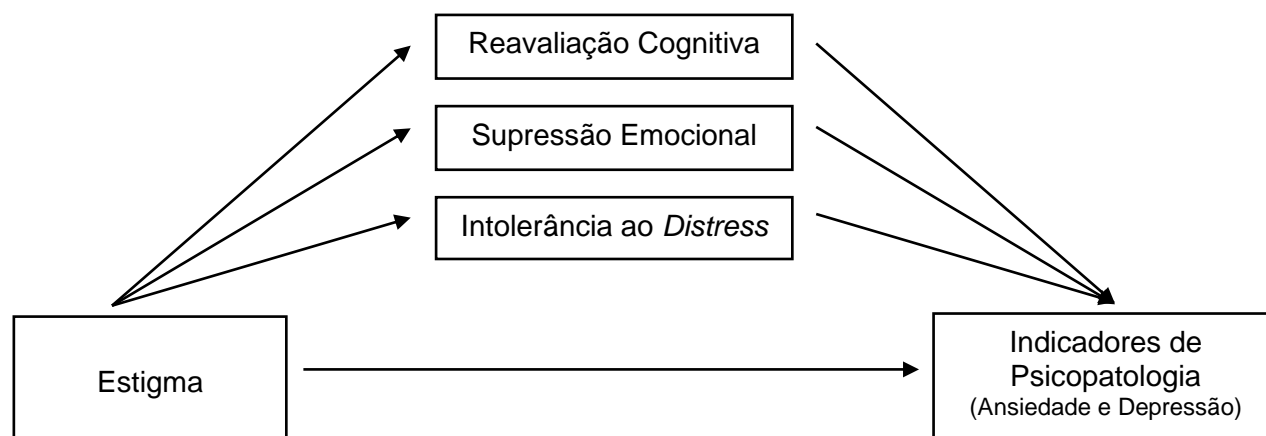 Reavaliação Cognitiva
Supressão Emocional
Intolerância ao Distress
Estigma
Indicadores de
Psicopatologia
(Ansiedade e Depressão)